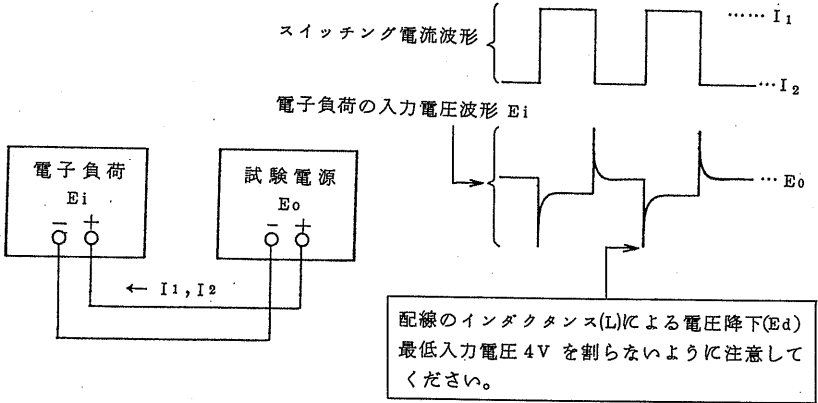 スイッチング電流波形
…… I1
… I2
電子負荷の入力電圧波形 Ei
… E0
電子負荷
Ei
− +
試験電源
Eo
− +
← I1, I2
配線のインダクタンス(L)による電圧降下(Ed)
最低入力電圧4Vを割らないように注意して
ください。